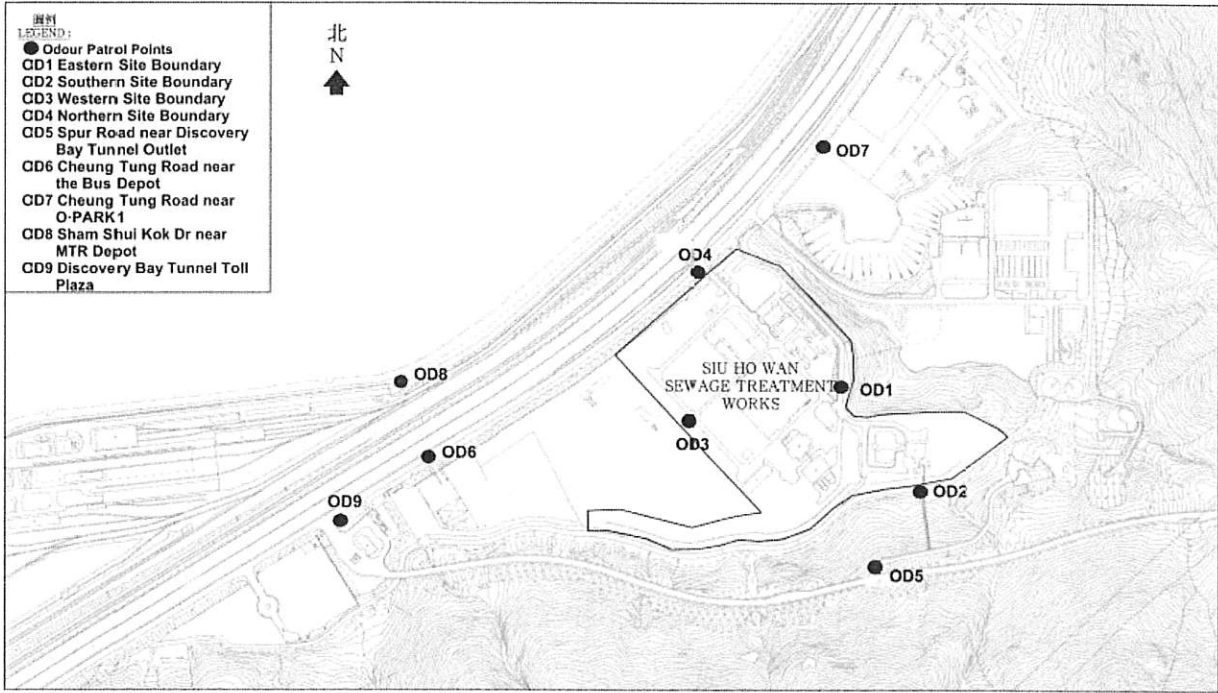 圖例
LEGEND:
Odour Patrol Points
OD1 Eastern Site Boundary
OD2 Southern Site Boundary
OD3 Western Site Boundary
OD4 Northern Site Boundary
OD5 Spur Road near Discovery
Bay Tunnel Outlet
OD6 Cheung Tung Road near
the Bus Depot
OD7 Cheung Tung Road near
O·PARK1
OD8 Sham Shui Kok Dr near
MTR Depot
OD9 Discovery Bay Tunnel Toll
Plaza
北
N
OD7
OD4
OD8
SIU HO WAN
SEWAGE TREATMENT
WORKS
OD1
OD3
OD6
OD2
OD9
OD5